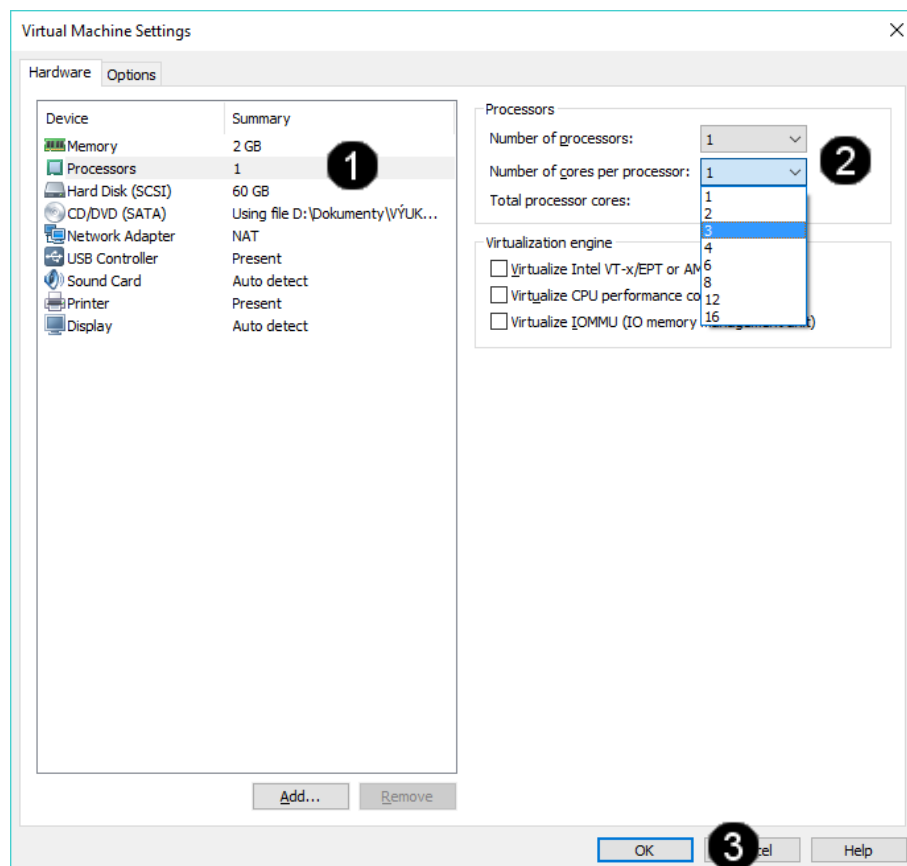 Virtual Machine Settings
Hardware Options
Device Summary
Memory 2 GB
Processors 1
Hard Disk (SCSI) 60 GB
CD/DVD (SATA) Using file D:\Dokumenty\VÝUK...
Network Adapter NAT
USB Controller Present
Sound Card Auto detect
Printer Present
Display Auto detect
1
Add... Remove
Processors
Number of processors: 1
Number of cores per processor: 1
2
Total processor cores:
1
2
3
4
6
8
12
16
Virtualization engine
Virtualize Intel VT-x/EPT or AM
Virtualize CPU performance co
Virtualize IOMMU (IO memory
OK 3 el Help